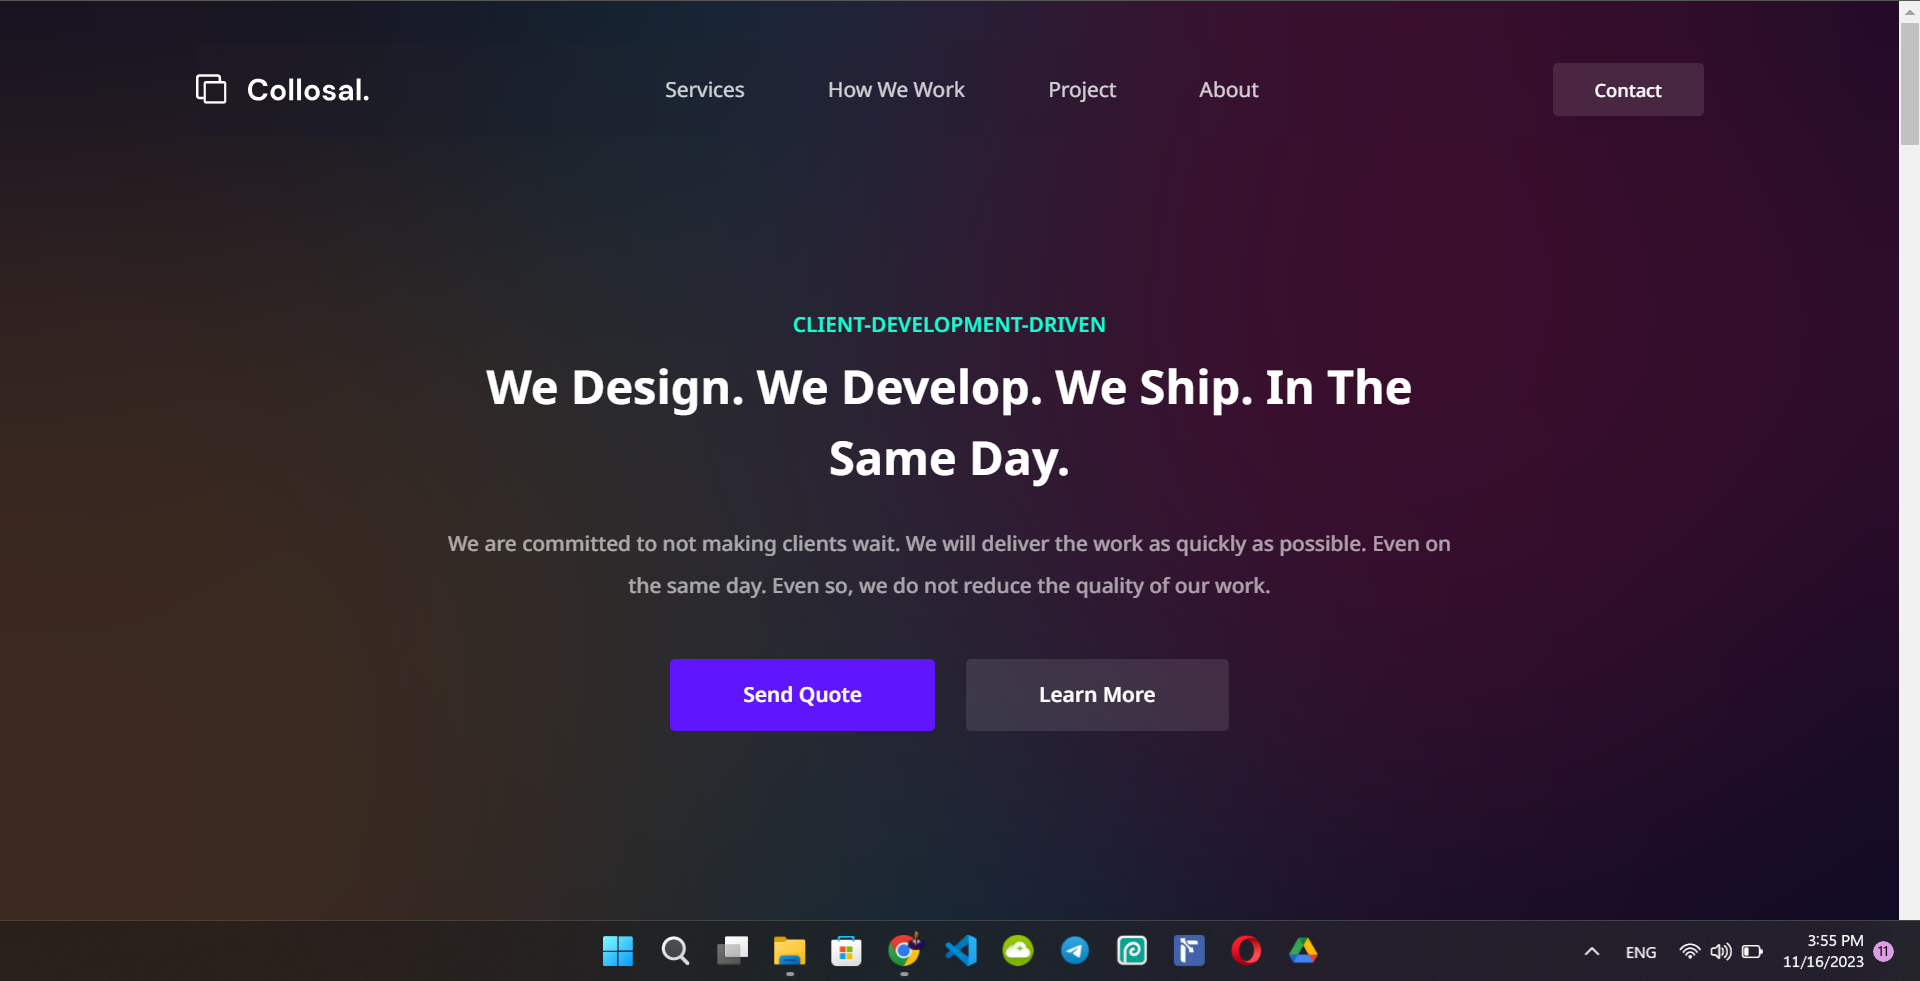 Collosal.
Services
How We Work
Project
About
Contact
CLIENT-DEVELOPMENT-DRIVEN
We Design. We Develop. We Ship. In The
Same Day.
We are committed to not making clients wait. We will deliver the work as quickly as possible. Even on
the same day. Even so, we do not reduce the quality of our work.
Send Quote
Learn More
ENG
3:55 PM
11/16/2023
11